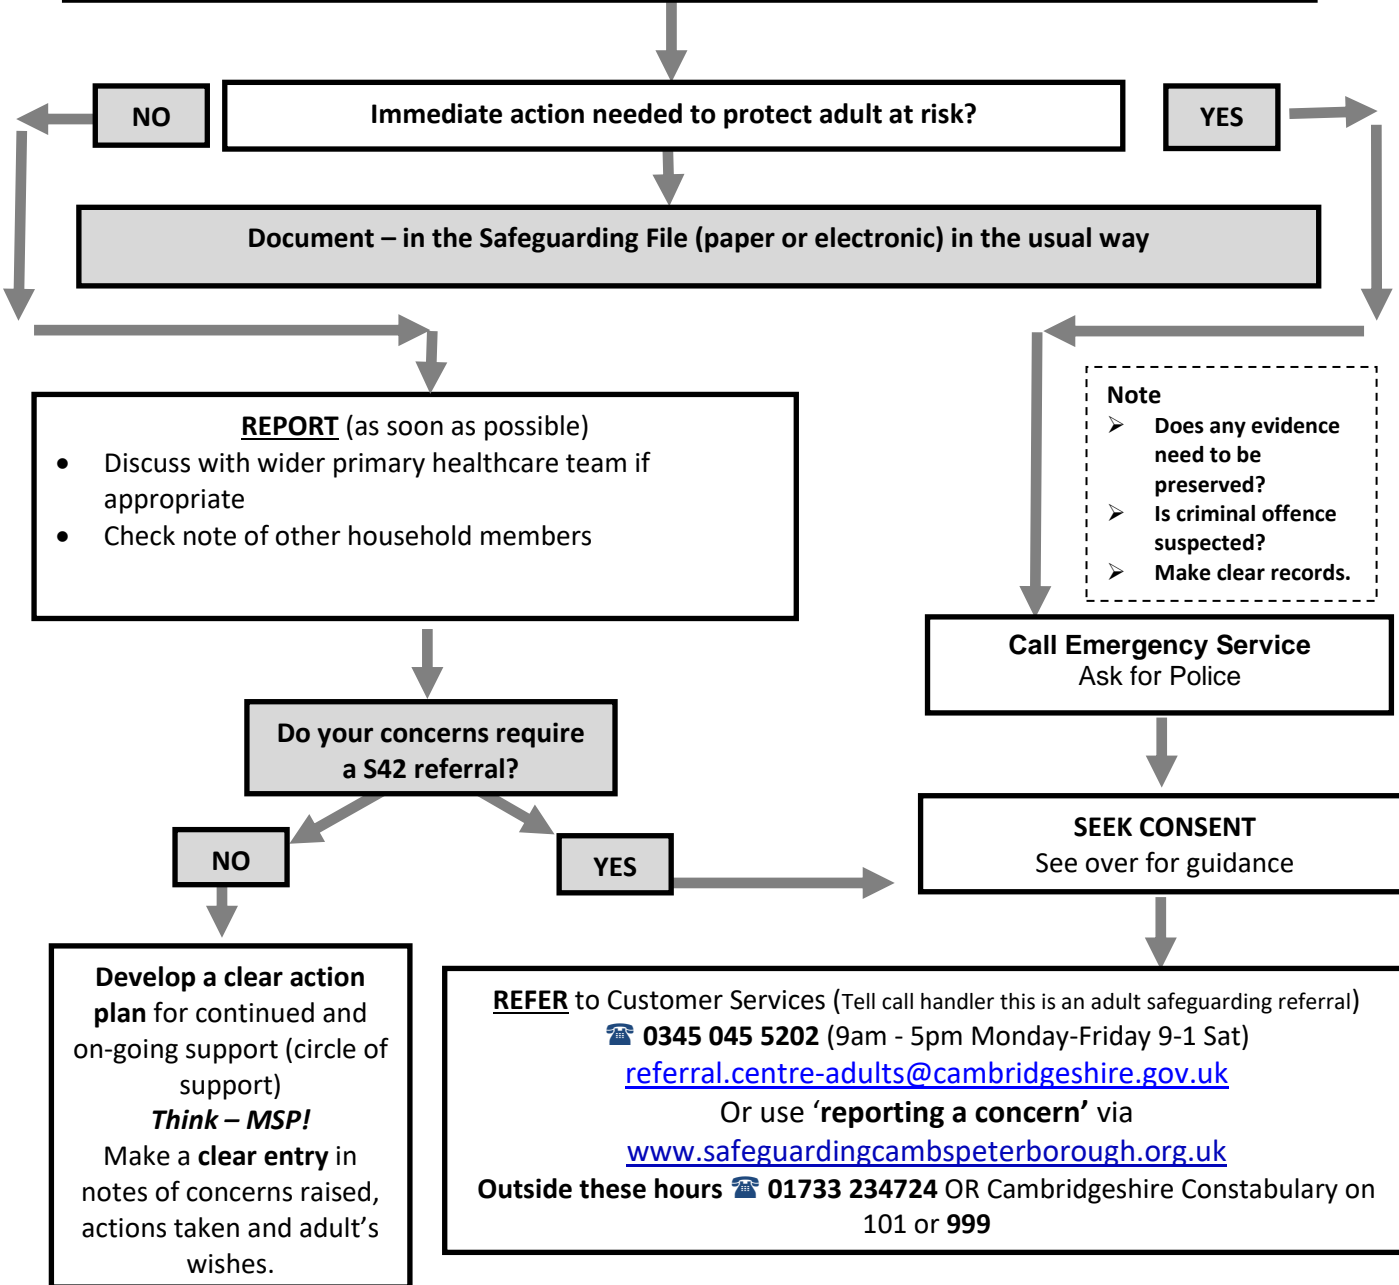 NO
Immediate action needed to protect adult at risk?
YES
Document – in the Safeguarding File (paper or electronic) in the usual way
REPORT (as soon as possible)
• Discuss with wider primary healthcare team if
appropriate
• Check note of other household members
Note
➢ Does any evidence
need to be
preserved?
➢ Is criminal offence
suspected?
➢ Make clear records.
Call Emergency Service
Ask for Police
Do your concerns require
a S42 referral?
NO
YES
SEEK CONSENT
See over for guidance
Develop a clear action
plan for continued and
on-going support (circle of
support)
Think – MSP!
Make a clear entry in
notes of concerns raised,
actions taken and adult’s
wishes.
REFER to Customer Services (Tell call handler this is an adult safeguarding referral)
☎ 0345 045 5202 (9am - 5pm Monday-Friday 9-1 Sat)
referral.centre-adults@cambridgeshire.gov.uk
Or use ‘reporting a concern’ via
www.safeguardingcambspeterborough.org.uk
Outside these hours ☎ 01733 234724 OR Cambridgeshire Constabulary on
101 or 999